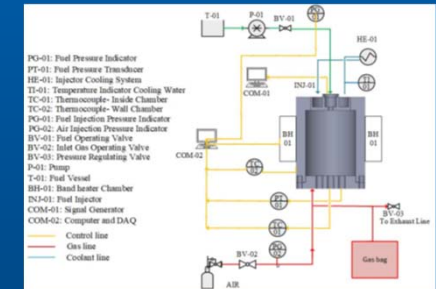 T-01
P-01
BV-01
PG
01
HE-01
INJ-01
COM-01
COM-02
BH
01
BH
01
BV-02
BV-03
To Exhaust Line
Gas bag
AIR
PG-01: Fuel Pressure Indicator
PT-01: Fuel Pressure Transducer
HE-01: Injector Cooling System
TI-01: Temperature Indicator Cooling Water
TC-01: Thermocouple- Inside Chamber
TC-02: Thermocouple- Wall Chamber
PG-01: Fuel Injection Pressure Indicator
PG-02: Air Injection Pressure Indicator
BV-01: Fuel Operating Valve
BV-02: Inlet Gas Operating Valve
BV-03: Pressure Regulating Valve
P-01: Pump
T-01: Fuel Vessel
BH-01: Band heater Chamber
INJ-01: Fuel Injector
COM-01: Signal Generator
COM-02: Computer and DAQ
Control line
Gas line
Coolant line